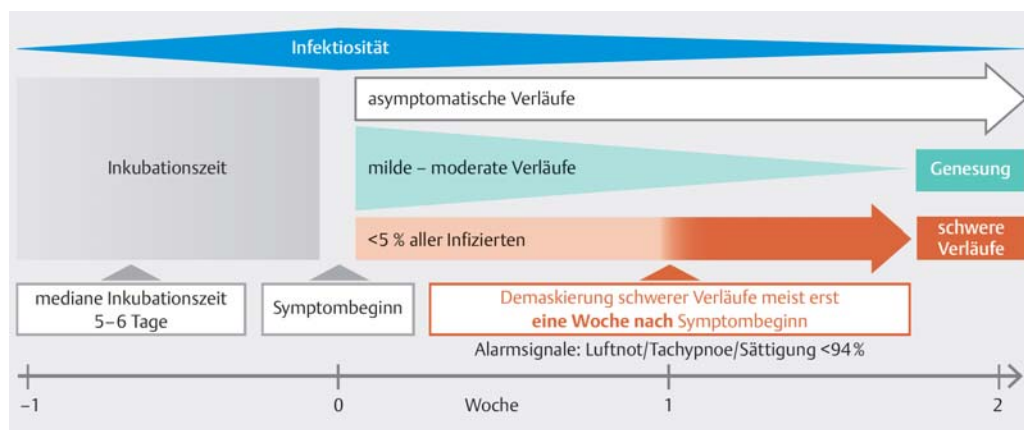 Infektiosität
asymptomatische Verläufe
Inkubationszeit
milde – moderate Verläufe
Genesung
<5 % aller Infizierten
schwere
Verläufe
mediane Inkubationszeit
5–6 Tage
Symptombeginn
Demaskierung schwerer Verläufe meist erst
eine Woche nach Symptombeginn
Alarmsignale: Luftnot/Tachypnoe/Sättigung <94 %
–1
0
Woche
1
2